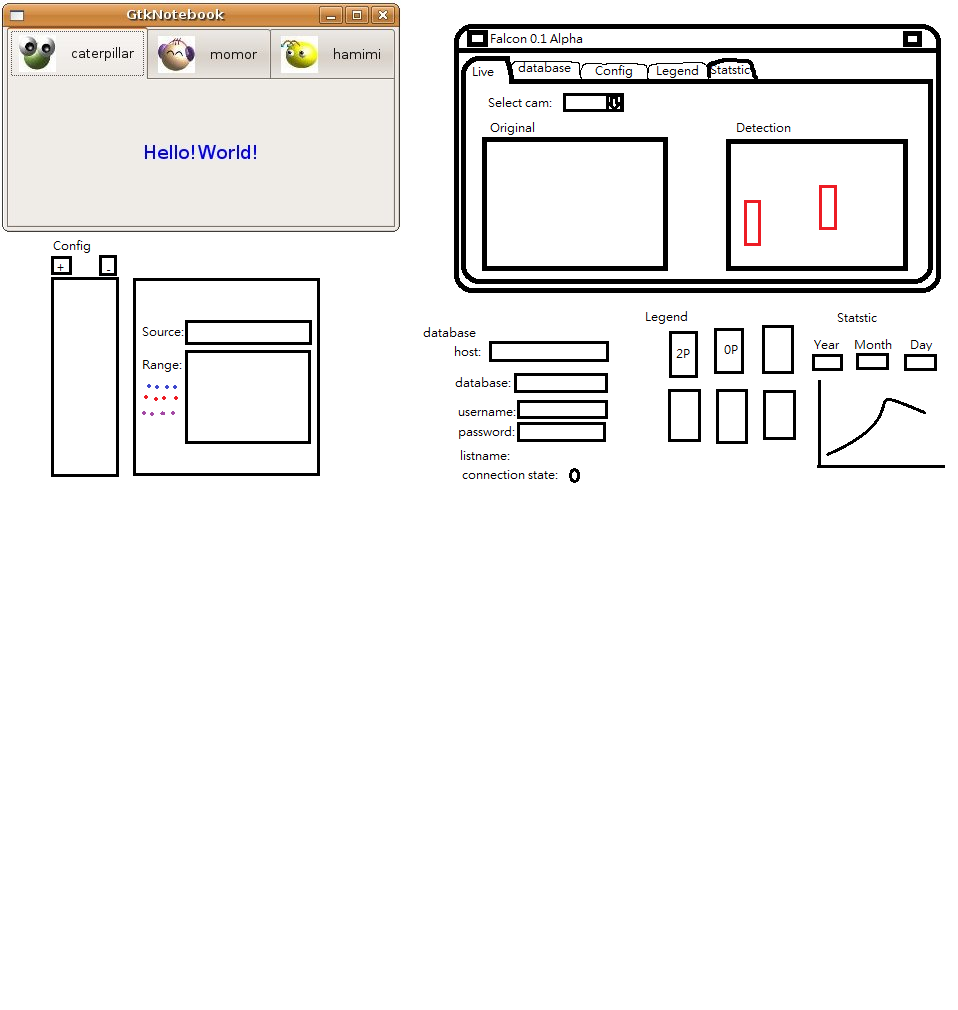 GtkNotebook
caterpillar momor hamimi
Hello! World!
Falcon 0.1 Alpha
Live database Config Legend Statstic
Select cam:
Original Detection
Config
+ -
Source:
Range:
database
host:
database:
username:
password:
listname:
connection state:
Legend
2P 0P
Statstic
Year Month Day